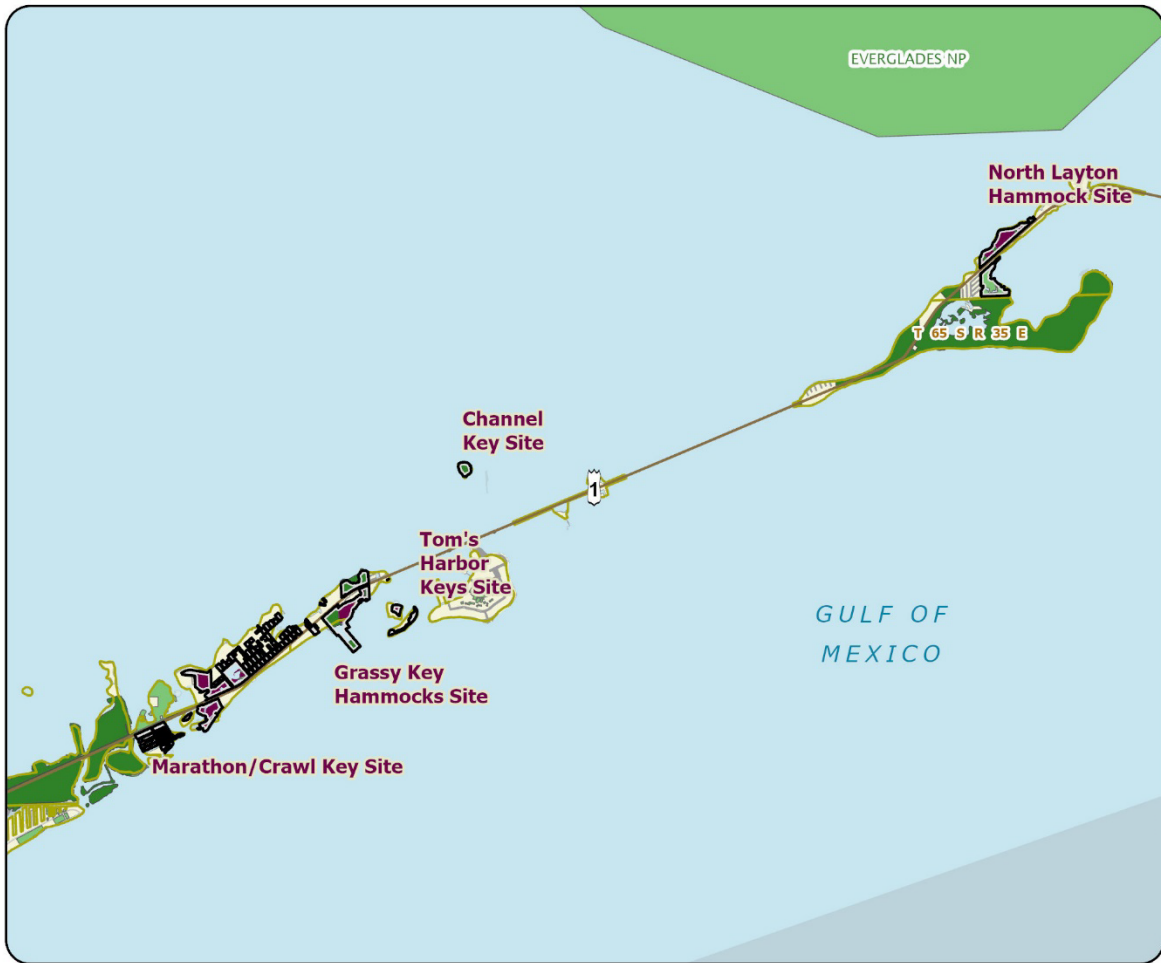 EVERGLADES NP
North Layton
Hammock Site
T 65 S R 35 E
Channel
Key Site
1
Tom's
Harbor
Keys Site
GULF OF
MEXICO
Grassy Key
Hammocks Site
Marathon/Crawl Key Site